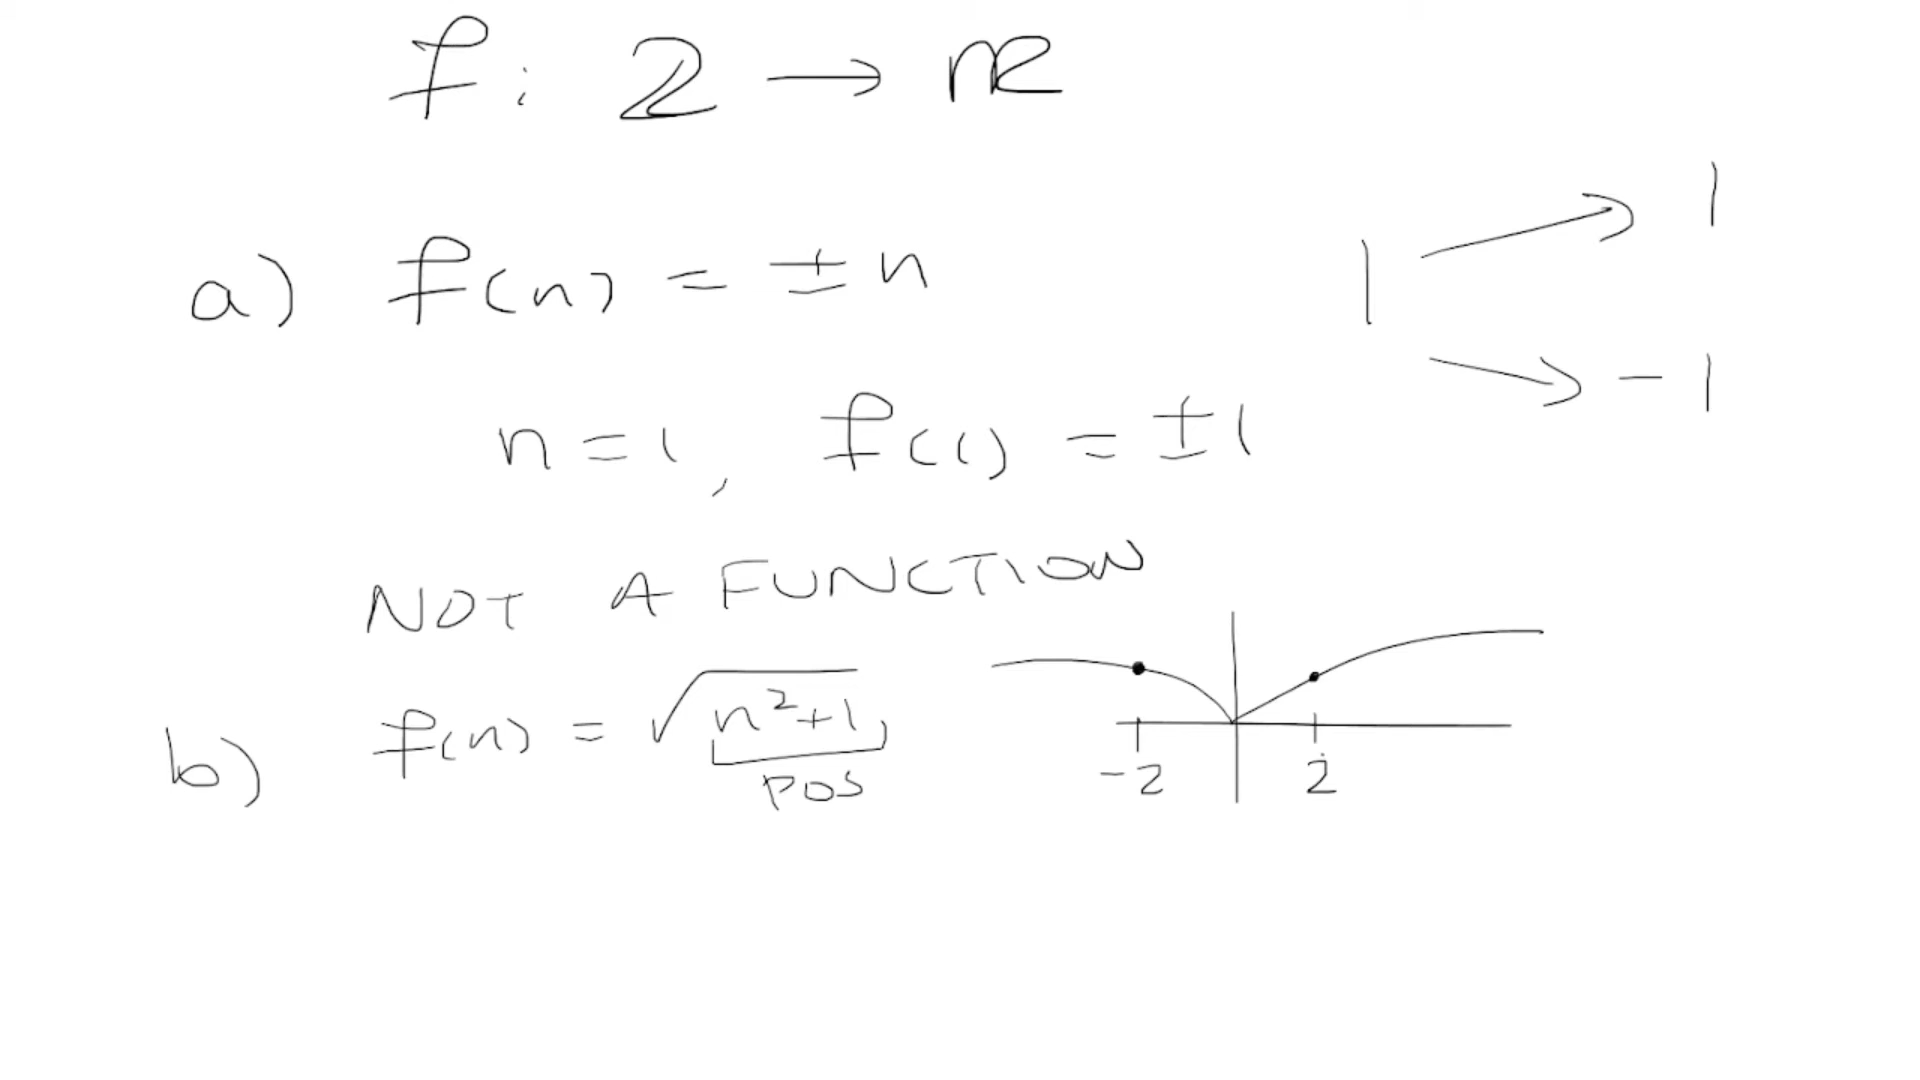 f: ℤ → ℝ
a) f(n) = ± n
1 → 1
→ -1
n = 1, f(1) = ±1
NOT A FUNCTION
b) f(n) = √(n²+1)
POS
-2 2